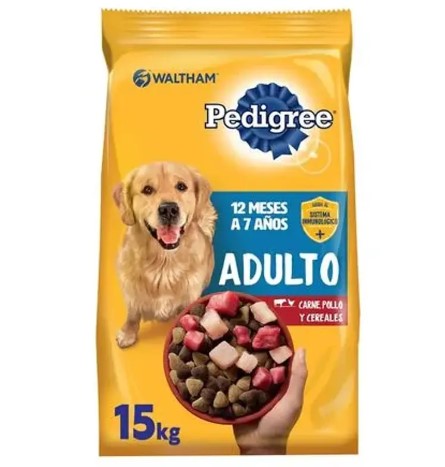 WALTHAM
Pedigree
12 MESES
A 7 AÑOS
SISTEMA
INMUNOLÓGICO
+
ADULTO
CARNE, POLLO
Y CEREALES
15kg